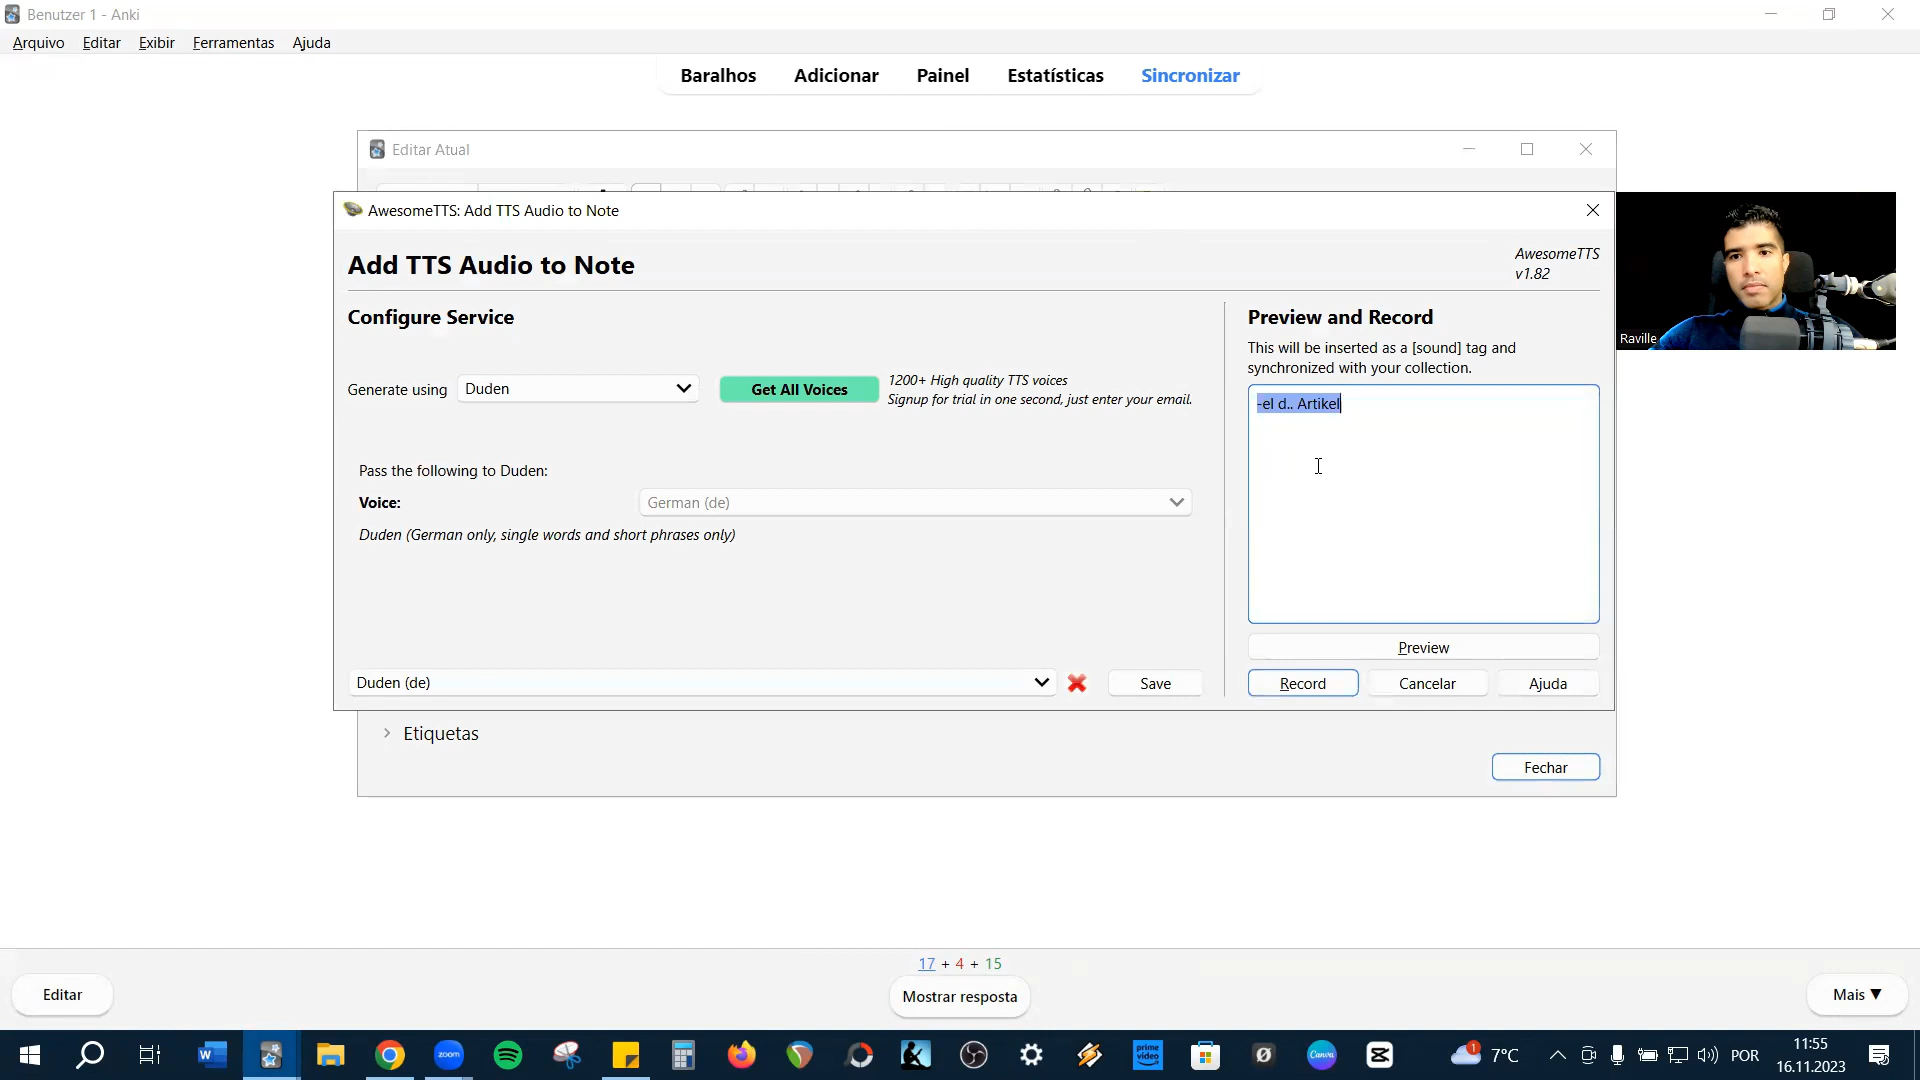 Benutzer 1 - Anki
Arquivo Editar Exibir Ferramentas Ajuda
Baralhos Adicionar Painel Estatísticas Sincronizar
Editar Atual
AwesomeTTS: Add TTS Audio to Note
Add TTS Audio to Note
AwesomeTTS
v1.82
Configure Service
Generate using Duden
Get All Voices
1200+ High quality TTS voices
Signup for trial in one second, just enter your email.
Pass the following to Duden:
Voice: German (de)
Duden (German only, single words and short phrases only)
Duden (de)
Save
Preview and Record
This will be inserted as a [sound] tag and
synchronized with your collection.
-el d.. Artikel
Preview
Record Cancelar Ajuda
Raville
Etiquetas
Fechar
17 + 4 + 15
Editar
Mostrar resposta
Mais ▼
W
zoom
prime video
Canva
1
7°C
POR
11:55
16.11.2023